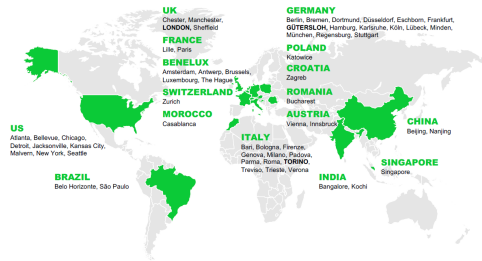 UK
Chester, Manchester,
LONDON, Sheffield
FRANCE
Lille, Paris
BENELUX
Amsterdam, Antwerp, Brussels,
Luxembourg, The Hague
SWITZERLAND
Zurich
MOROCCO
Casablanca
GERMANY
Berlin, Bremen, Dortmund, Düsseldorf, Eschborn, Frankfurt,
GÜTERSLOH, Hamburg, Karlsruhe, Köln, Lübeck, Minden,
München, Regensburg, Stuttgart
POLAND
Katowice
CROATIA
Zagreb
ROMANIA
Bucharest
AUSTRIA
Vienna, Innsbruck
US
Atlanta, Bellevue, Chicago,
Detroit, Jacksonville, Kansas City,
Malvern, New York, Seattle
ITALY
Bari, Bologna, Firenze,
Genova, Milano, Padova,
Parma, Roma, TORINO,
Treviso, Trieste, Verona
CHINA
Beijing, Nanjing
SINGAPORE
Singapore
BRAZIL
Belo Horizonte, São Paulo
INDIA
Bangalore, Kochi